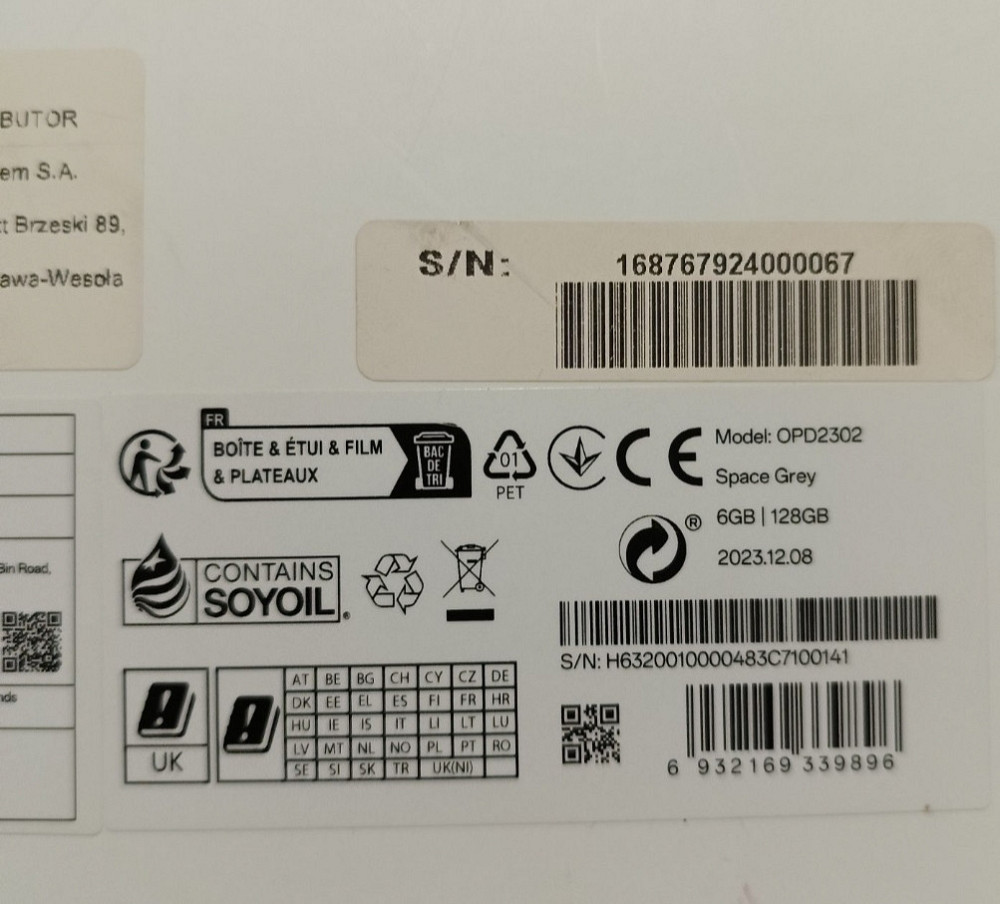 BUTOR
em S.A.
t Brzeski 89,
awa-Wesoła
S/N: 168767924000067
FR
BOÎTE & ÉTUI & FILM
& PLATEAUX
BAC
DE
TRI
01
PET
CE
Model: OPD2302
Space Grey
6GB | 128GB
2023.12.08
®
Bin Road,
CONTAINS
SOYOIL®
S/N: H6320010000483C7100141
nds
UK
AT BE BG CH CY CZ DE
DK EE EL ES FI FR HR
HU IE IS IT LI LT LU
LV MT NL NO PL PT RO
SE SI SK TR UK(NI)
6 932169 339896